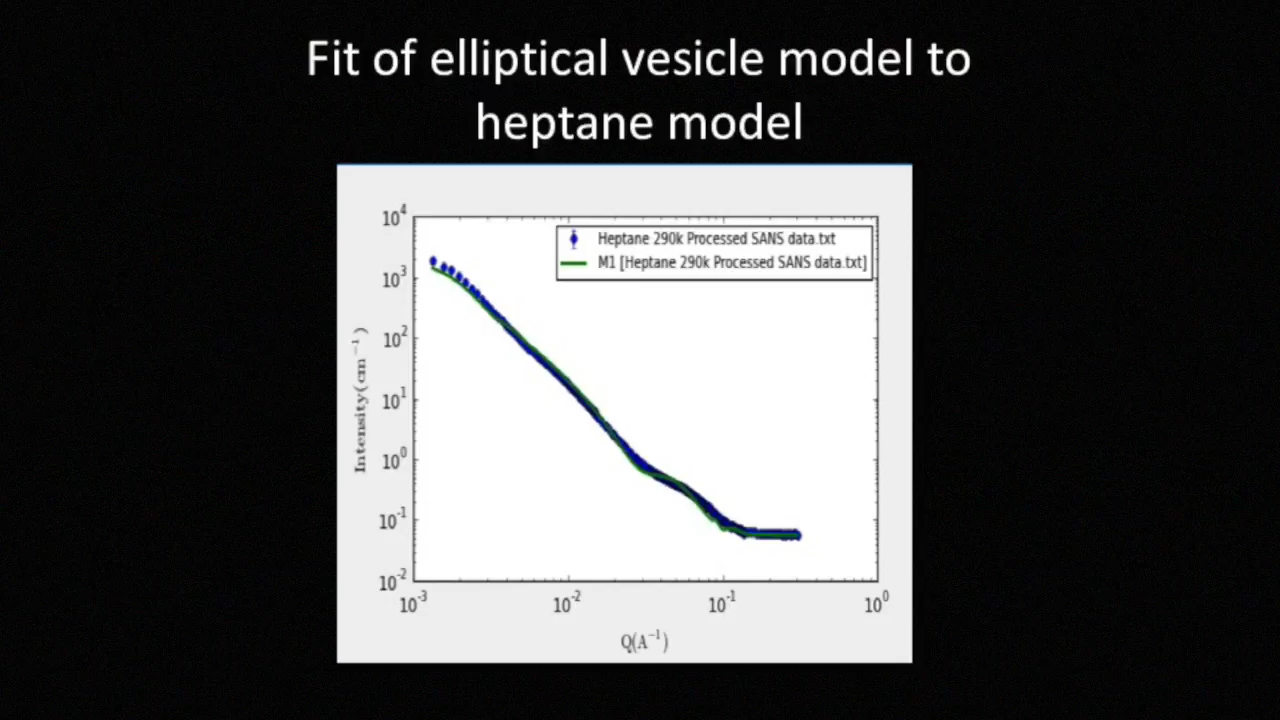 Fit of elliptical vesicle model to
heptane model
Heptane 290k Processed SANS data.txt
M1 [Heptane 290k Processed SANS data.txt]
10^4
10^3
10^2
10^1
10^0
10^-1
10^-2
Intensity(cm^-1)
10^-3 10^-2 10^-1 10^0
Q(A^-1)